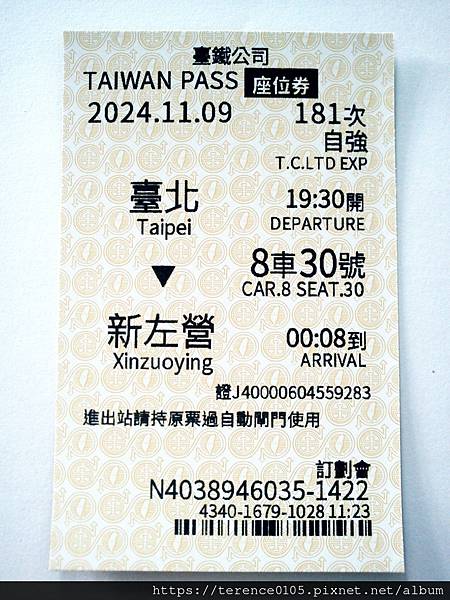 臺鐵公司
TAIWAN PASS 座位券
2024.11.09 181次
自強
T.C.LTD EXP
臺北 19:30開
Taipei DEPARTURE
8車30號
CAR.8 SEAT.30
新左營 00:08到
Xinzuoying ARRIVAL
證J40000604559283
進出站請持原票過自動閘門使用
訂劃會
N4038946035-1422
4340-1679-1028 11:23
https://terence0105.pixnet.net/album